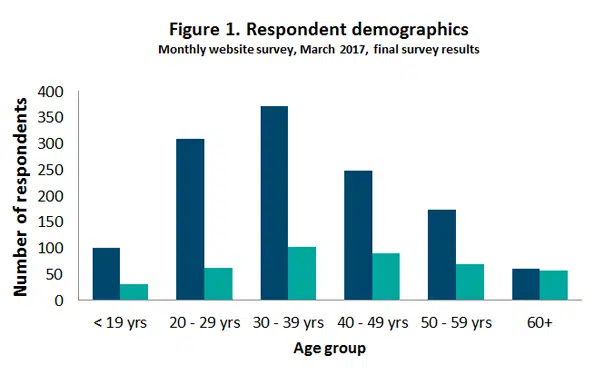 Figure 1. Respondent demographics
Monthly website survey, March 2017, final survey results
Number of respondents
400
350
300
250
200
150
100
50
0
< 19 yrs 20 - 29 yrs 30 - 39 yrs 40 - 49 yrs 50 - 59 yrs 60+
Age group